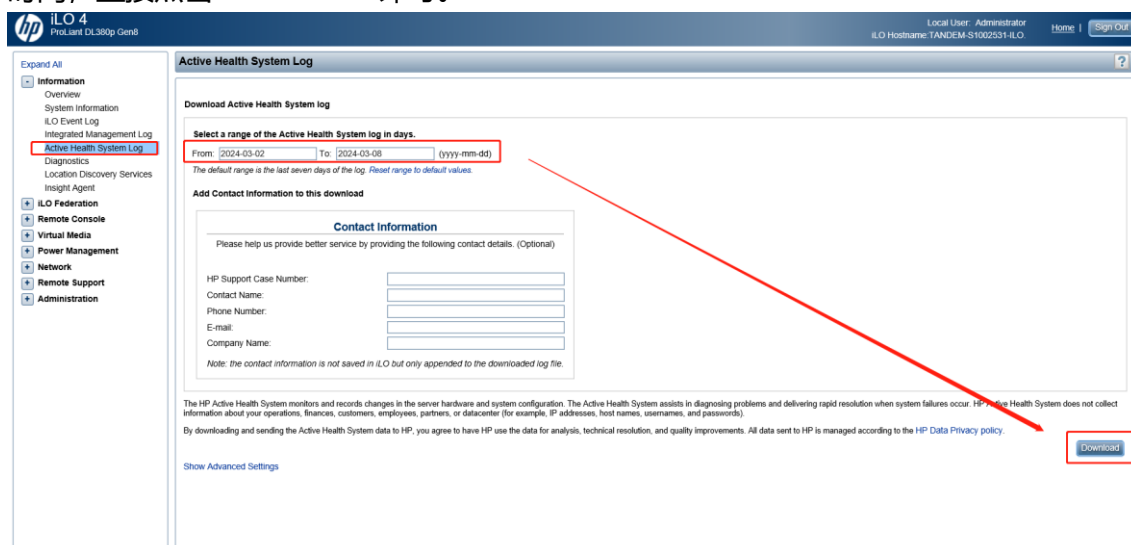 iLO 4
ProLiant DL380p Gen8
Local User: Administrator
iLO Hostname:TANDEM-S1002531-ILO.
Home | Sign Out
Expand All
Information
Overview
System Information
iLO Event Log
Integrated Management Log
Active Health System Log
Diagnostics
Location Discovery Services
Insight Agent
iLO Federation
Remote Console
Virtual Media
Power Management
Network
Remote Support
Administration
Active Health System Log
?
Download Active Health System log
Select a range of the Active Health System log in days.
From: 2024-03-02 To: 2024-03-08 (yyyy-mm-dd)
The default range is the last seven days of the log. Reset range to default values.
Add Contact Information to this download
Contact Information
Please help us provide better service by providing the following contact details. (Optional)
HP Support Case Number:
Contact Name:
Phone Number:
E-mail:
Company Name:
Note: the contact information is not saved in iLO but only appended to the downloaded log file.
The HP Active Health System monitors and records changes in the server hardware and system configuration. The Active Health System assists in diagnosing problems and delivering rapid resolution when system failures occur. HP Active Health System does not collect
information about your operations, finances, customers, employees, partners, or datacenter (for example, IP addresses, host names, usernames, and passwords).
By downloading and sending the Active Health System data to HP, you agree to have HP use the data for analysis, technical resolution, and quality improvements. All data sent to HP is managed according to the HP Data Privacy policy.
Download
Show Advanced Settings